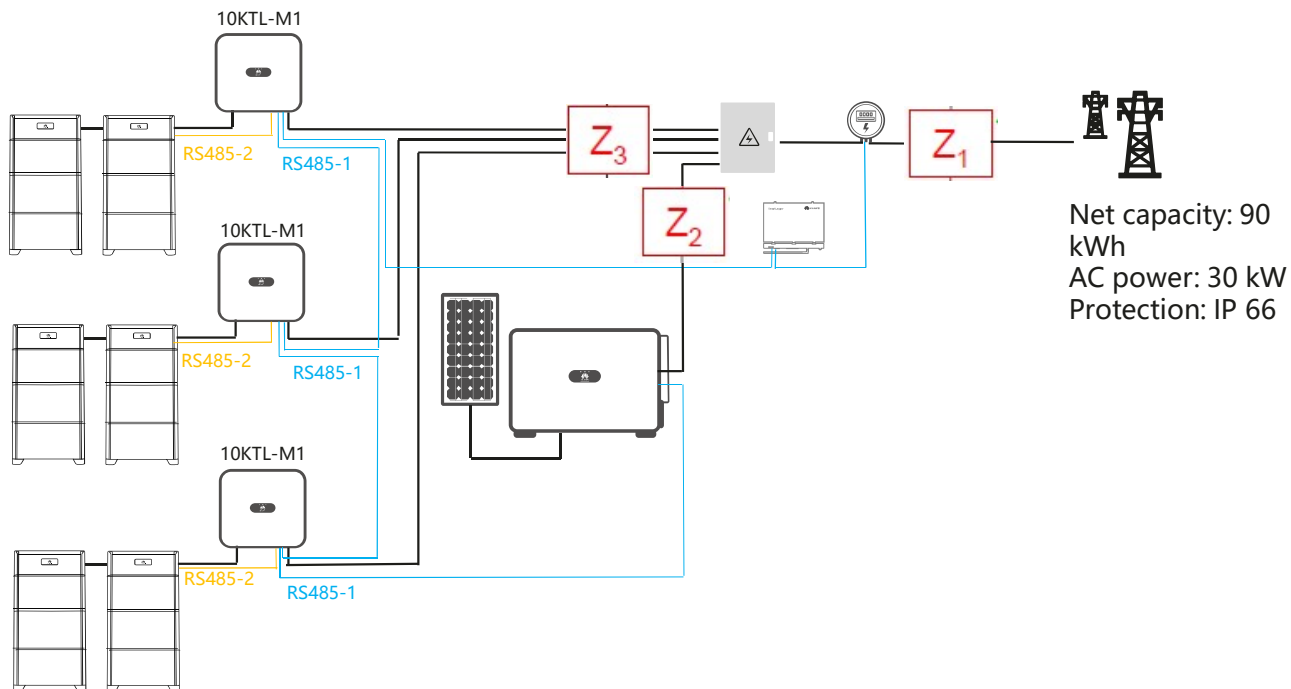 10KTL-M1
RS485-2
RS485-1
Z3
Z1
Z2
10KTL-M1
RS485-2
RS485-1
10KTL-M1
RS485-2
RS485-1
Net capacity: 90
kWh
AC power: 30 kW
Protection: IP 66